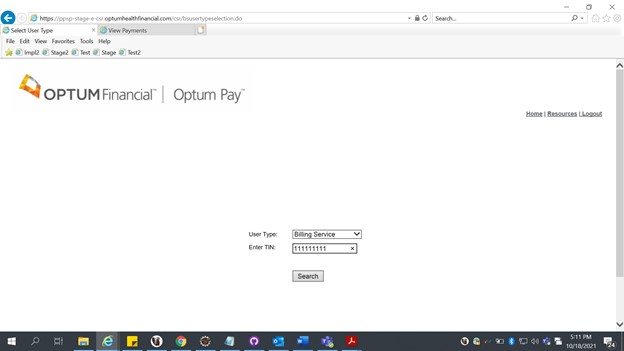 https://ppsp-stage-e-csr.optumhealthfinancial.com/csr/bsusertypeselection.do
Search...
Select User Type
View Payments
File Edit View Favorites Tools Help
Impl2 Stage2 Test Stage Test2
OPTUM Financial™ | Optum Pay™
Home | Resources | Logout
User Type: Billing Service
Enter TIN: 111111111
Search
5:11 PM
10/18/2021
24